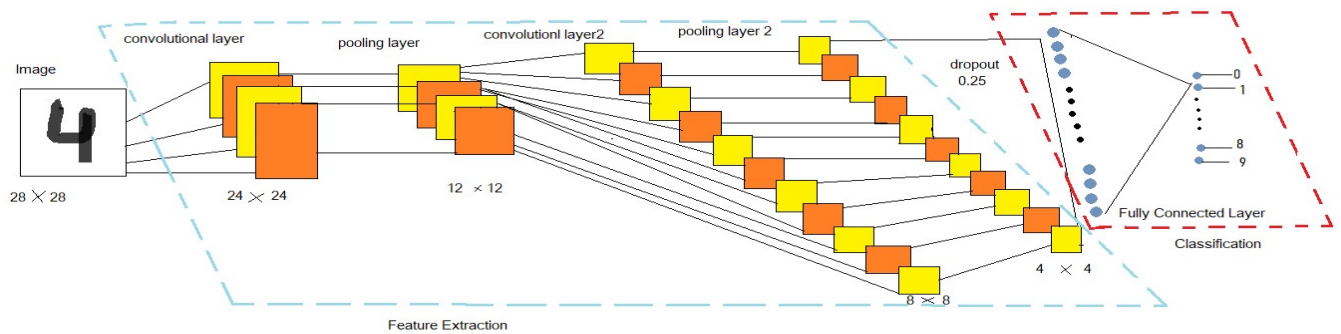 convolutional layer
pooling layer
convolutionl layer2
pooling layer 2
Image
4
dropout
0.25
0
1
8
9
28 × 28
24 × 24
12 × 12
8 × 8
4 × 4
Fully Connected Layer
Classification
Feature Extraction